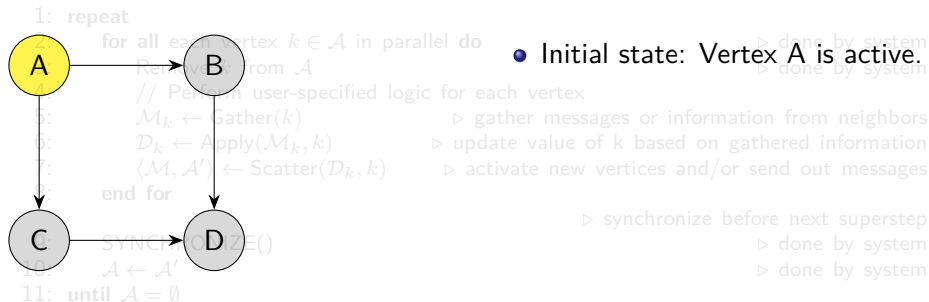 1: repeat
2: for all each vertex k ∈ A in parallel do ▷ done by system
Remove k from A ▷ done by system
4: // Perform user-specified logic for each vertex
5: M_k ← Gather(k) ▷ gather messages or information from neighbors
6: D_k ← Apply(M_k, k) ▷ update value of k based on gathered information
7: ⟨M, A′⟩ ← Scatter(D_k, k) ▷ activate new vertices and/or send out messages
8: end for
▷ synchronize before next superstep
9: SYNCHRONIZE() ▷ done by system
10: A ← A′ ▷ done by system
11: until A = ∅
A
B
C
D
• Initial state: Vertex A is active.